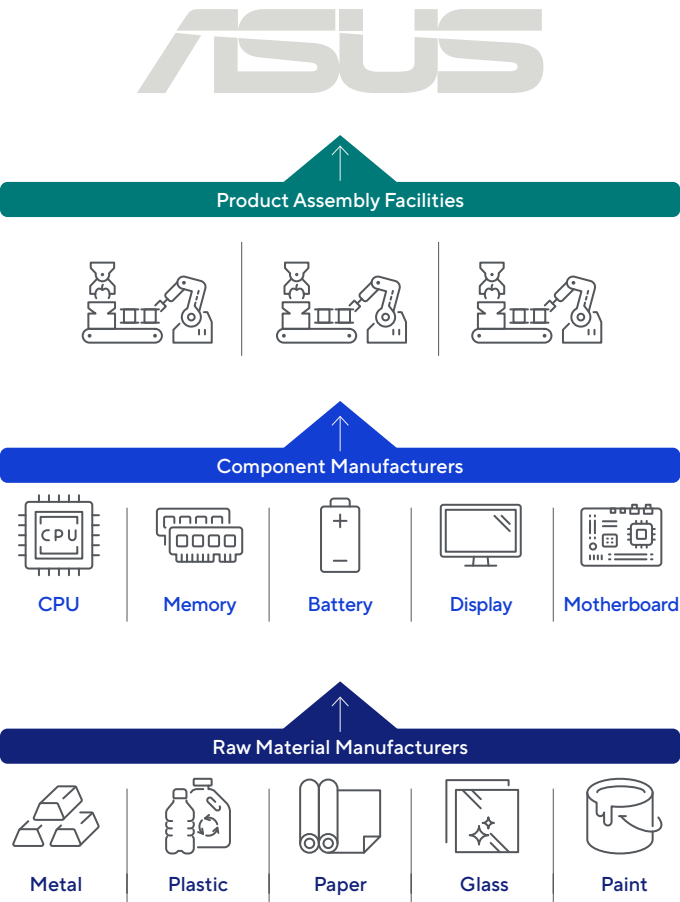 ASUS
Product Assembly Facilities
Component Manufacturers
CPU
CPU
Memory
Battery
Display
Motherboard
Raw Material Manufacturers
Metal
Plastic
Paper
Glass
Paint